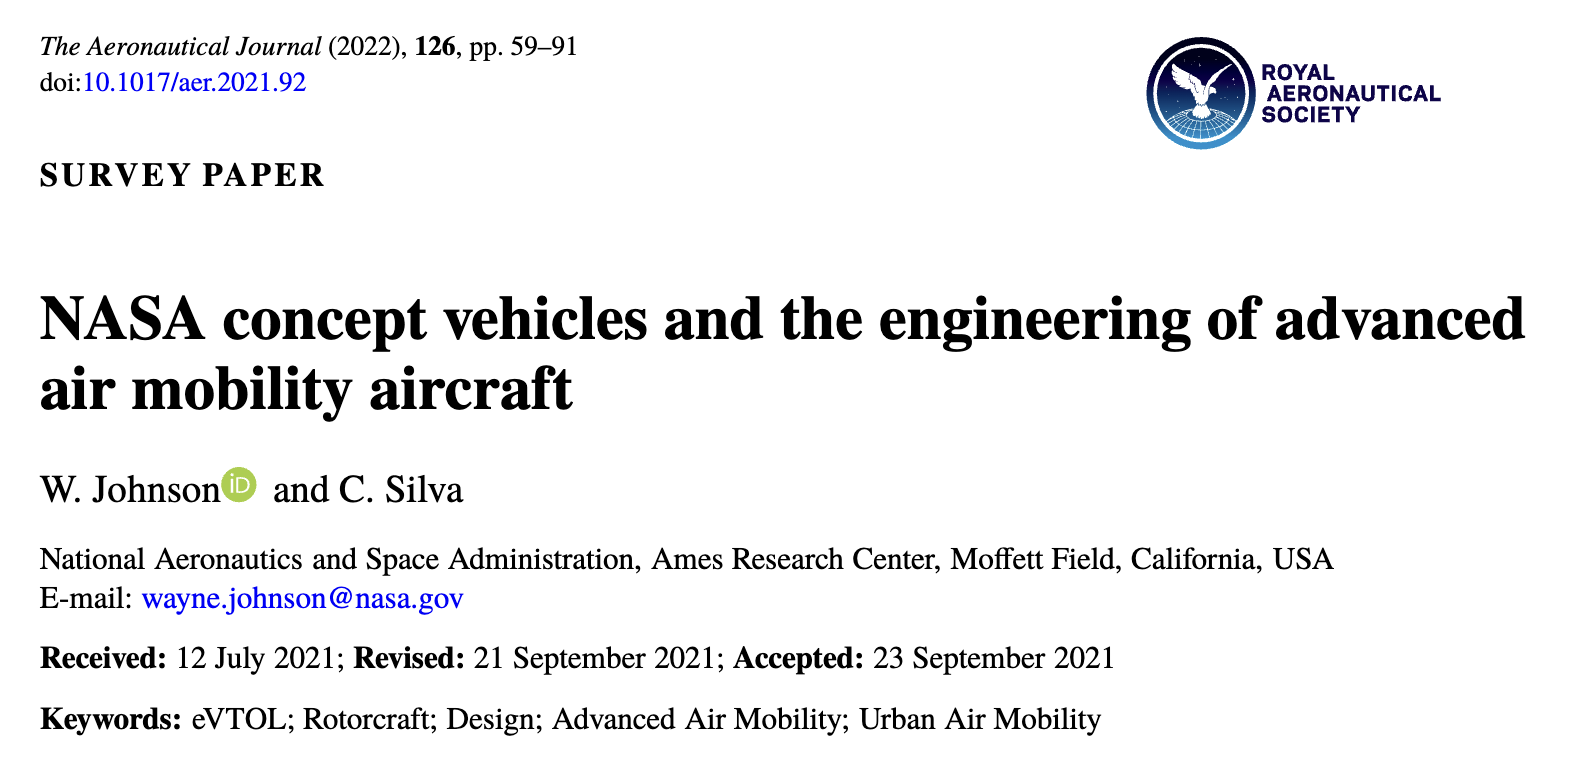 The Aeronautical Journal (2022), 126, pp. 59–91
doi:10.1017/aer.2021.92
ROYAL
AERONAUTICAL
SOCIETY
SURVEY PAPER
NASA concept vehicles and the engineering of advanced
air mobility aircraft
W. Johnson iD and C. Silva
National Aeronautics and Space Administration, Ames Research Center, Moffett Field, California, USA
E-mail: wayne.johnson@nasa.gov
Received: 12 July 2021; Revised: 21 September 2021; Accepted: 23 September 2021
Keywords: eVTOL; Rotorcraft; Design; Advanced Air Mobility; Urban Air Mobility